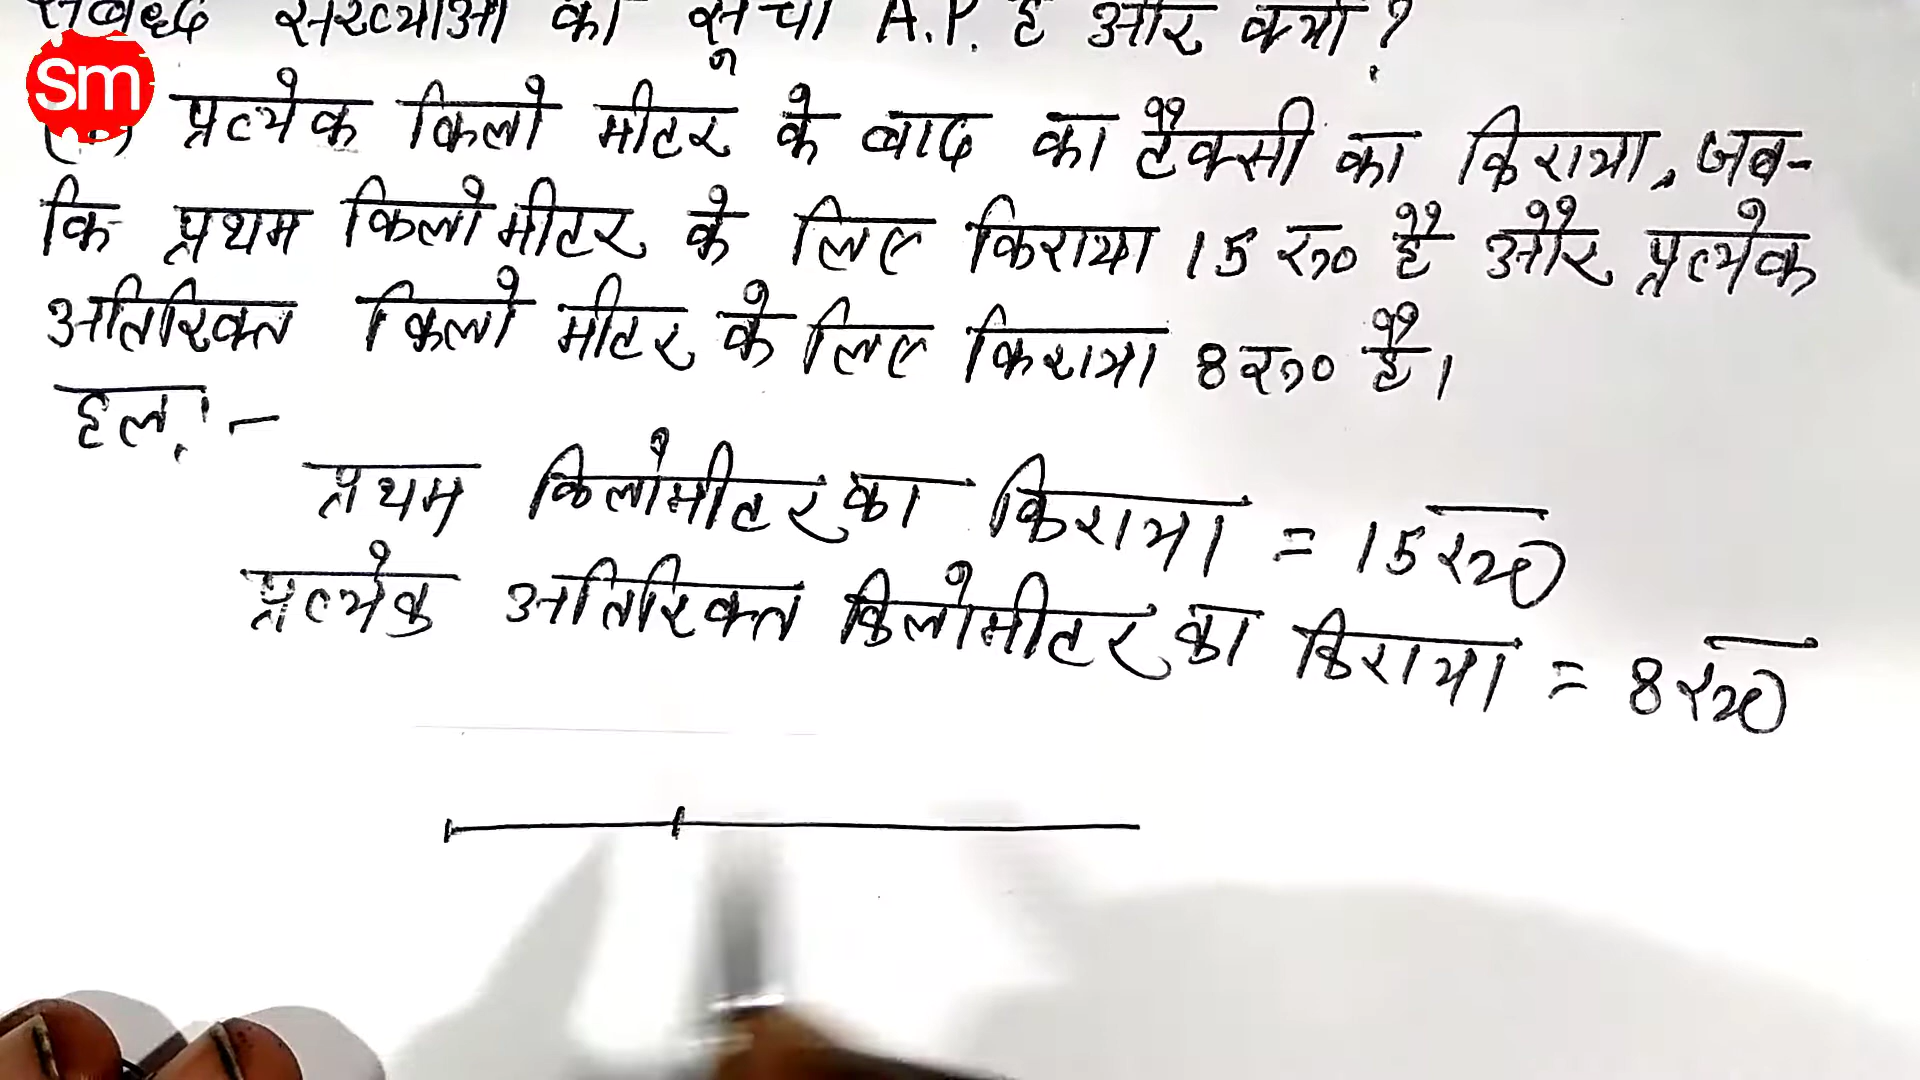 संबद्ध संख्याओं की सूची A.P. है और क्यों?
Sm
प्रत्येक किलो मीटर के बाद का टैक्सी का किराया, जब-
कि प्रथम किलोमीटर के लिए किराया 15 रु० है और प्रत्येक
अतिरिक्त किलो मीटर के लिए किराया 8 रु० है।
हल:-
प्रथम किलोमीटर का किराया = 15 रु०
प्रत्येक अतिरिक्त किलोमीटर का किराया = 8 रु०